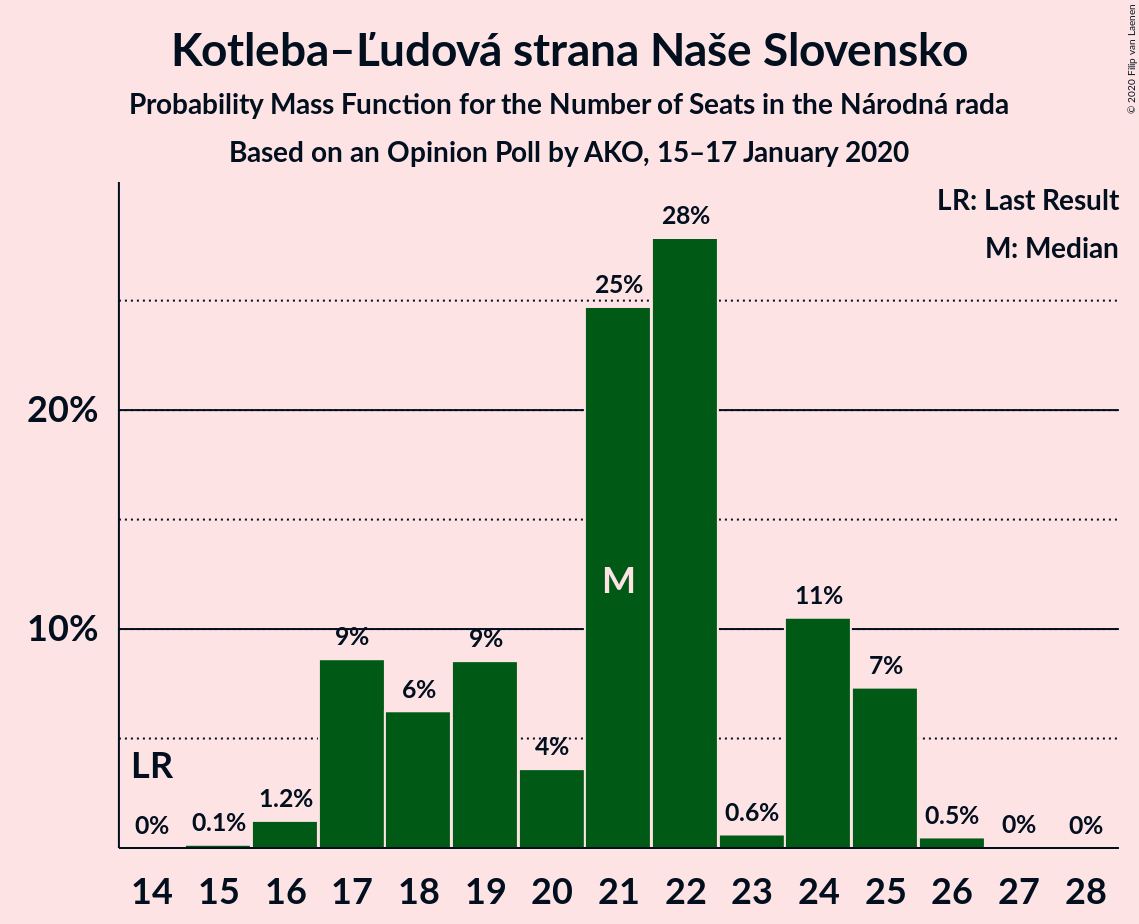 Kotleba–Ľudová strana Naše Slovensko
Probability Mass Function for the Number of Seats in the Národná rada
Based on an Opinion Poll by AKO, 15–17 January 2020
© 2020 Filip van Laenen
LR: Last Result
M: Median
28%
25%
20%
M
11%
10%
9%
9%
7%
6%
4%
LR
1.2%
0.6%
0.5%
0%
0.1%
0%
0%
14 15 16 17 18 19 20 21 22 23 24 25 26 27 28